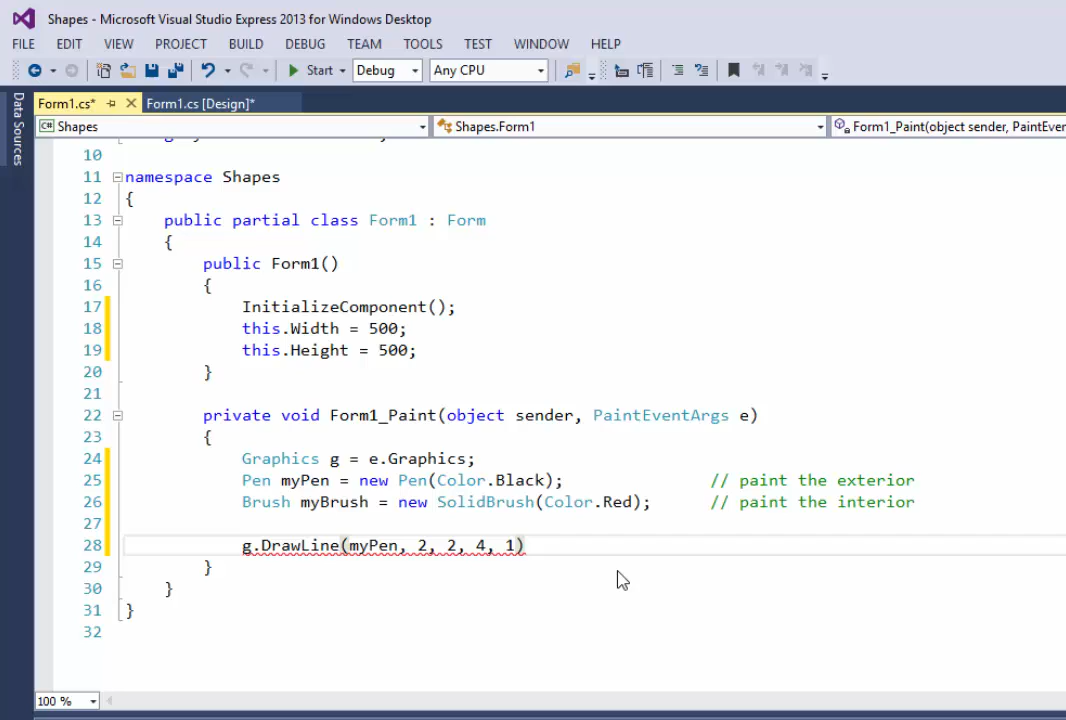 Shapes - Microsoft Visual Studio Express 2013 for Windows Desktop
FILE EDIT VIEW PROJECT BUILD DEBUG TEAM TOOLS TEST WINDOW HELP
Start Debug Any CPU
Form1.cs* Form1.cs [Design]*
Data Sources
Shapes Shapes.Form1 Form1_Paint(object sender, PaintEver
10
11 namespace Shapes
12 {
13 public partial class Form1 : Form
14 {
15 public Form1()
16 {
17 InitializeComponent();
18 this.Width = 500;
19 this.Height = 500;
20 }
21
22 private void Form1_Paint(object sender, PaintEventArgs e)
23 {
24 Graphics g = e.Graphics;
25 Pen myPen = new Pen(Color.Black); // paint the exterior
26 Brush myBrush = new SolidBrush(Color.Red); // paint the interior
27
28 g.DrawLine(myPen, 2, 2, 4, 1)
29 }
30 }
31 }
32
100 %